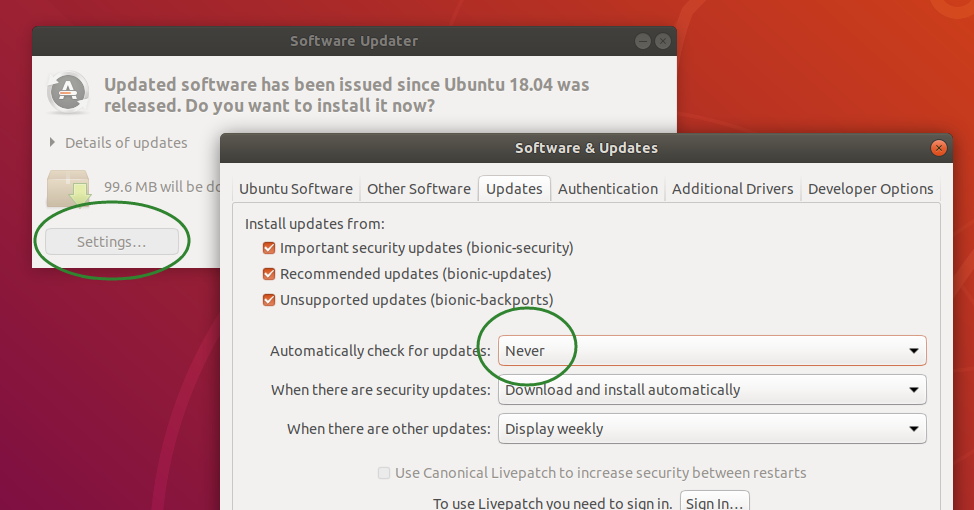 Software Updater
Updated software has been issued since Ubuntu 18.04 was
released. Do you want to install it now?
Details of updates
99.6 MB will be
Settings...
Software & Updates
Ubuntu Software
Other Software
Updates
Authentication
Additional Drivers
Developer Options
Install updates from:
Important security updates (bionic-security)
Recommended updates (bionic-updates)
Unsupported updates (bionic-backports)
Automatically check for updates: Never
When there are security updates: Download and install automatically
When there are other updates: Display weekly
Use Canonical Livepatch to increase security between restarts
To use Livepatch you need to sign in. Sign In...